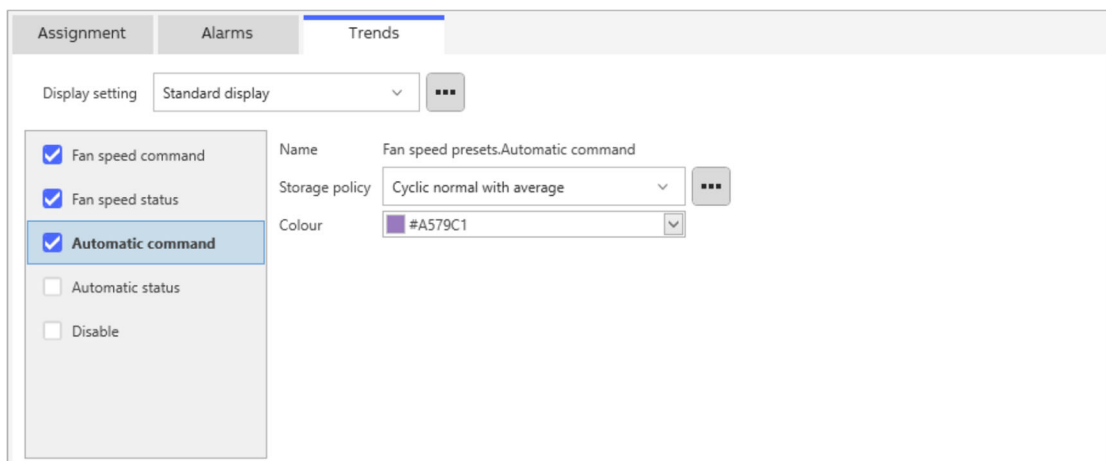 Assignment Alarms Trends
Display setting Standard display
Fan speed command
Fan speed status
Automatic command
Automatic status
Disable
Name Fan speed presets.Automatic command
Storage policy Cyclic normal with average
Colour #A579C1